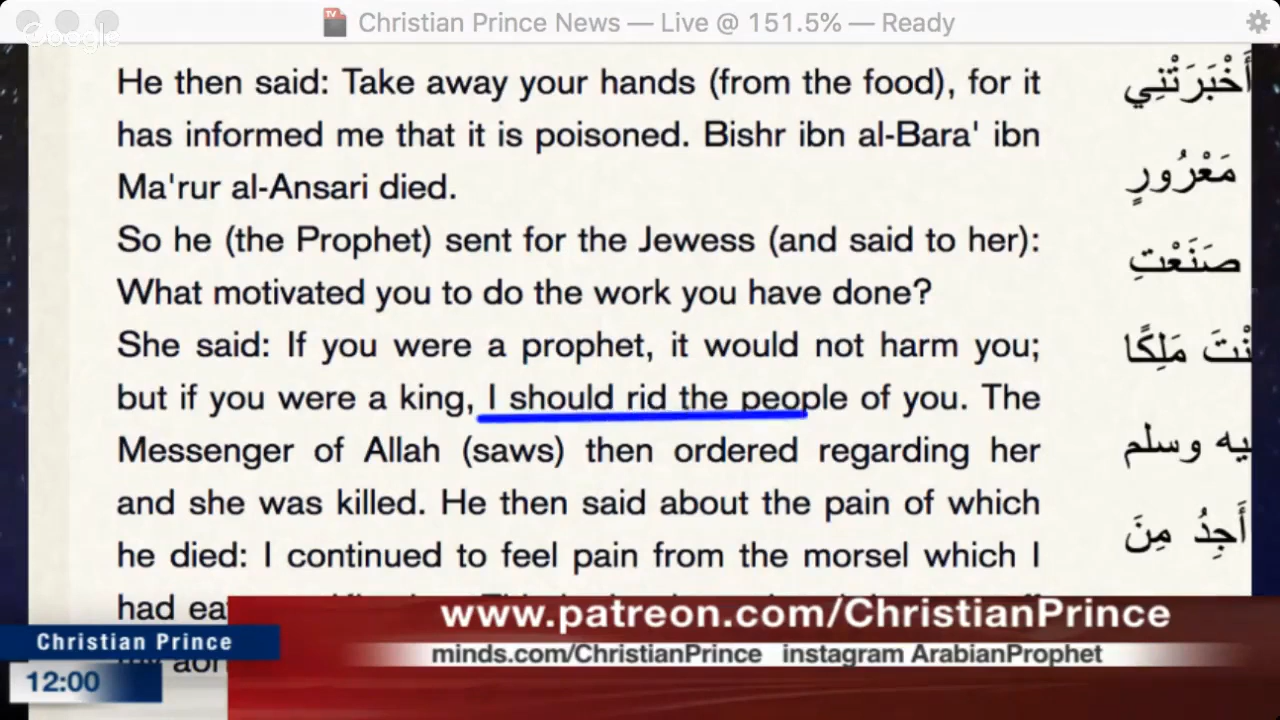 Christian Prince News — Live @ 151.5% — Ready
Google
TV
He then said: Take away your hands (from the food), for it
has informed me that it is poisoned. Bishr ibn al-Bara' ibn
Ma'rur al-Ansari died.
So he (the Prophet) sent for the Jewess (and said to her):
What motivated you to do the work you have done?
She said: If you were a prophet, it would not harm you;
but if you were a king, I should rid the people of you. The
Messenger of Allah (saws) then ordered regarding her
and she was killed. He then said about the pain of which
he died: I continued to feel pain from the morsel which I
had
أَخْبَرَتْنِي
مَعْرُورٍ
صَنَعْتِ
مَلِكًا
وسلم
أَجِدُ مِنَ
www.patreon.com/ChristianPrince
Christian Prince
minds.com/ChristianPrince instagram ArabianProphet
12:00